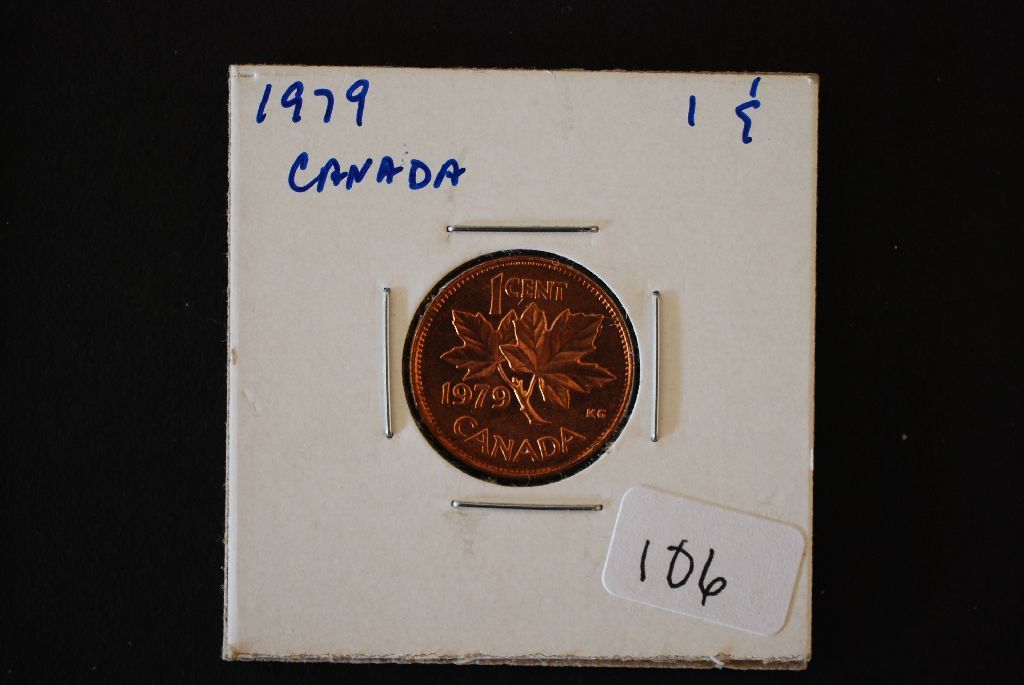 1979 1 ¢
CANADA
1 CENT
1979
KG
CANADA
106